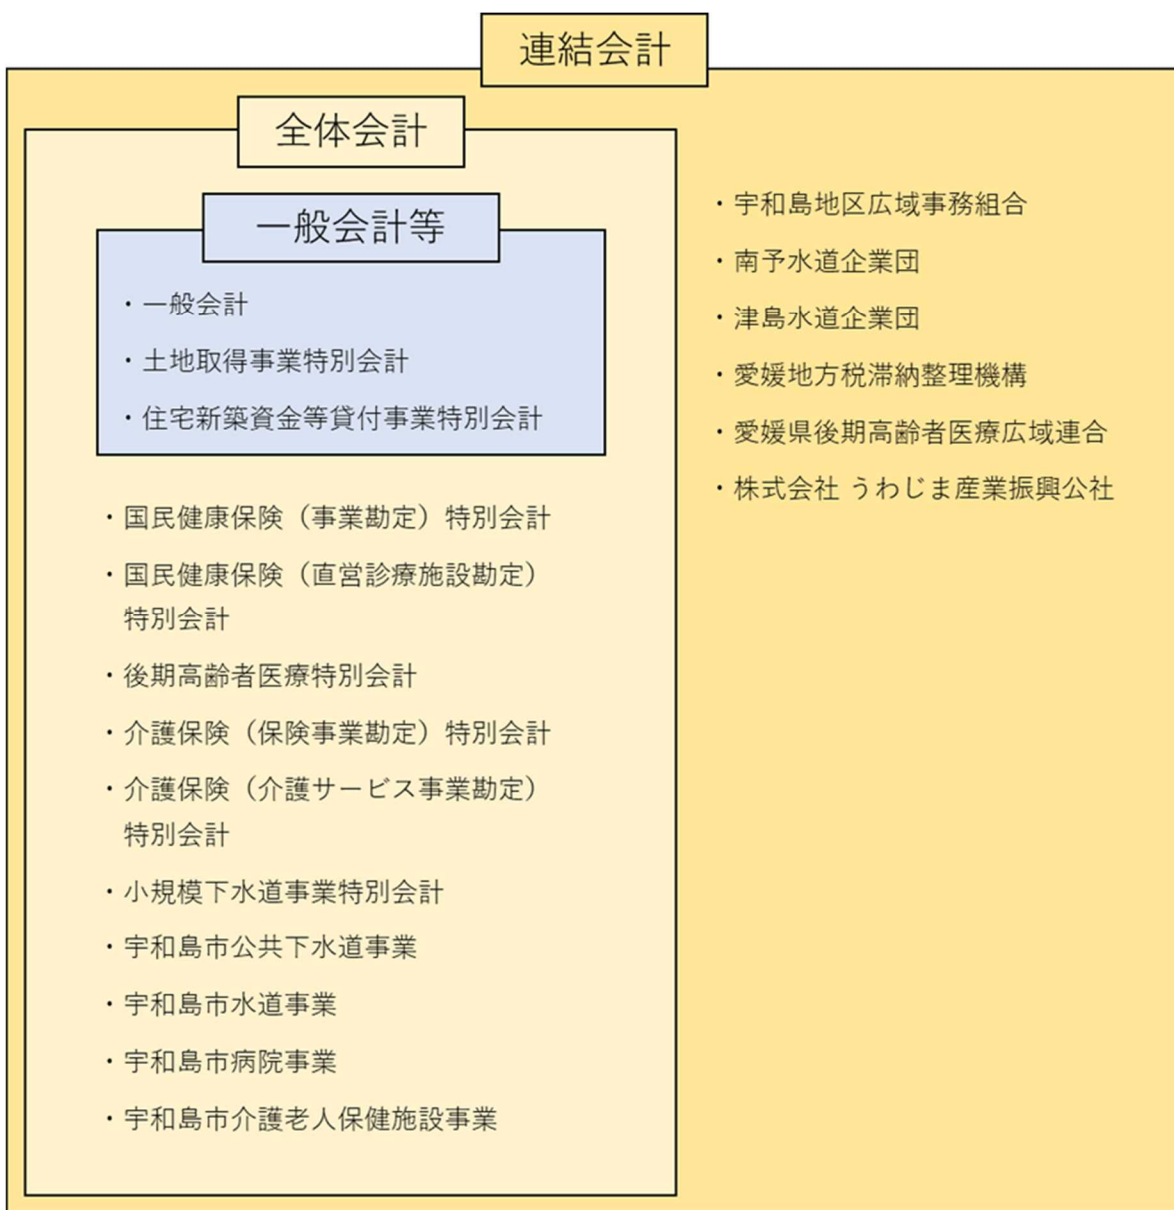 連結会計
全体会計
一般会計等
・一般会計
・土地取得事業特別会計
・住宅新築資金等貸付事業特別会計
・国民健康保険（事業勘定）特別会計
・国民健康保険（直営診療施設勘定）
特別会計
・後期高齢者医療特別会計
・介護保険（保険事業勘定）特別会計
・介護保険（介護サービス事業勘定）
特別会計
・小規模下水道事業特別会計
・宇和島市公共下水道事業
・宇和島市水道事業
・宇和島市病院事業
・宇和島市介護老人保健施設事業
・宇和島地区広域事務組合
・南予水道企業団
・津島水道企業団
・愛媛地方税滞納整理機構
・愛媛県後期高齢者医療広域連合
・株式会社 うわじま産業振興公社